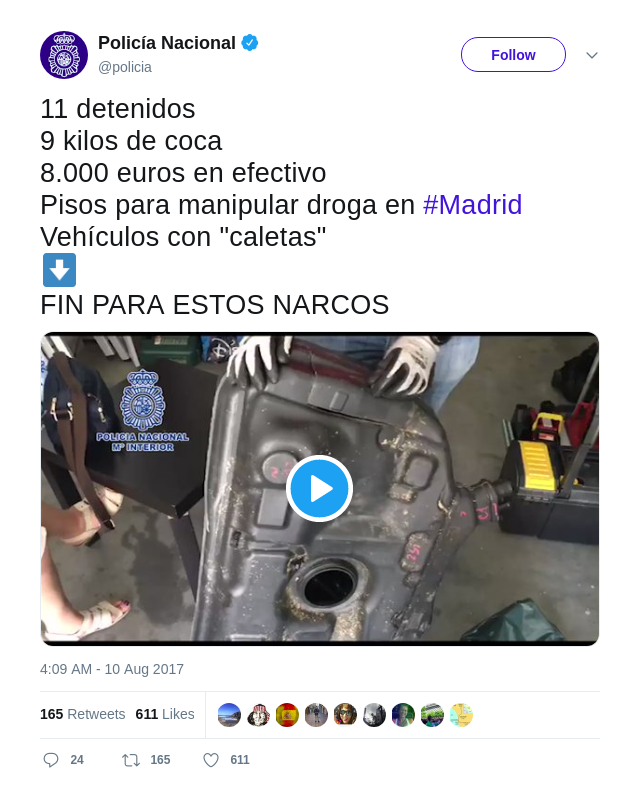 Policía Nacional
@policia
Follow
11 detenidos
9 kilos de coca
8.000 euros en efectivo
Pisos para manipular droga en #Madrid
Vehículos con "caletas"
FIN PARA ESTOS NARCOS
POLICIA NACIONAL
Mº INTERIOR
4:09 AM - 10 Aug 2017
165 Retweets 611 Likes
24 165 611